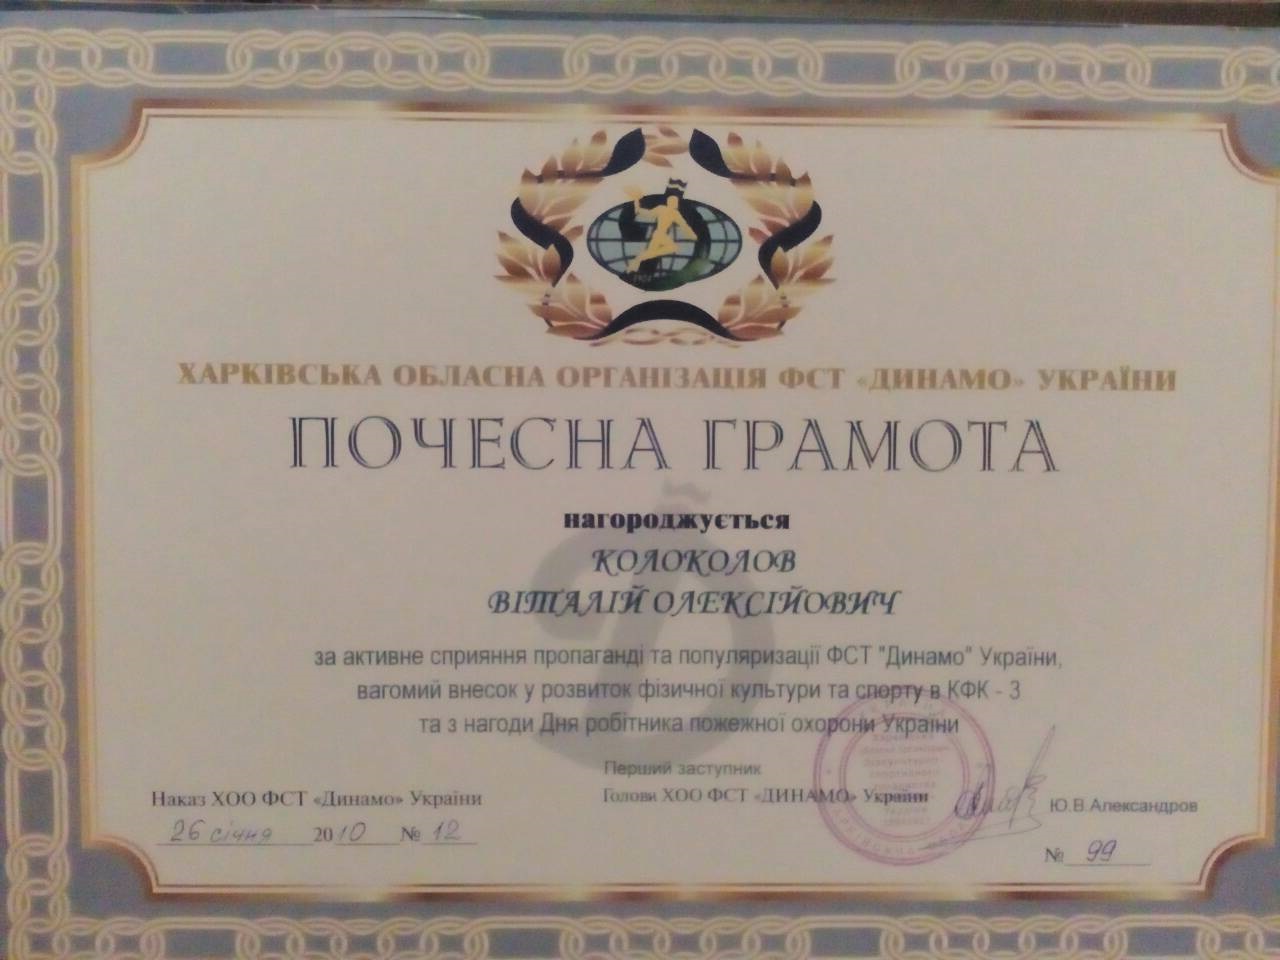 ХАРКІВСЬКА ОБЛАСНА ОРГАНІЗАЦІЯ ФСТ «ДИНАМО» УКРАЇНИ
ПОЧЕСНА ГРАМОТА
нагороджується
КОЛОКОЛОВ
ВІТАЛІЙ ОЛЕКСІЙОВИЧ
за активне сприяння пропаганді та популяризації ФСТ "Динамо" України,
вагомий внесок у розвиток фізичної культури та спорту в КФК - 3
та з нагоди Дня робітника пожежної охорони України
Перший заступник
Наказ ХОО ФСТ «Динамо» України
Голови ХОО ФСТ «ДИНАМО» України
Ю.В.Александров
26 січня 2010 № 12
№ 99